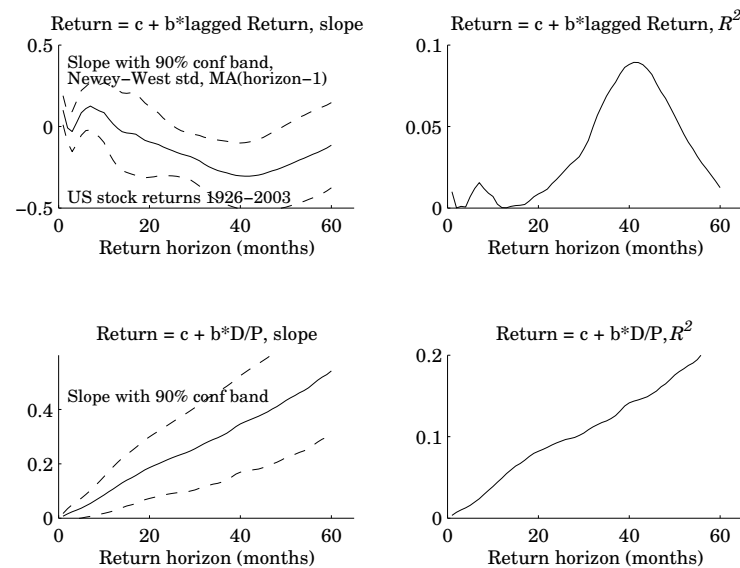 Return = c + b*lagged Return, slope
0.5
0
−0.5
Slope with 90% conf band,
Newey−West std, MA(horizon−1)
US stock returns 1926−2003
0 20 40 60
Return horizon (months)
Return = c + b*lagged Return, R²
0.1
0.05
0
0 20 40 60
Return horizon (months)
Return = c + b*D/P, slope
0.4
0.2
0
Slope with 90% conf band
0 20 40 60
Return horizon (months)
Return = c + b*D/P, R²
0.2
0.1
0
0 20 40 60
Return horizon (months)